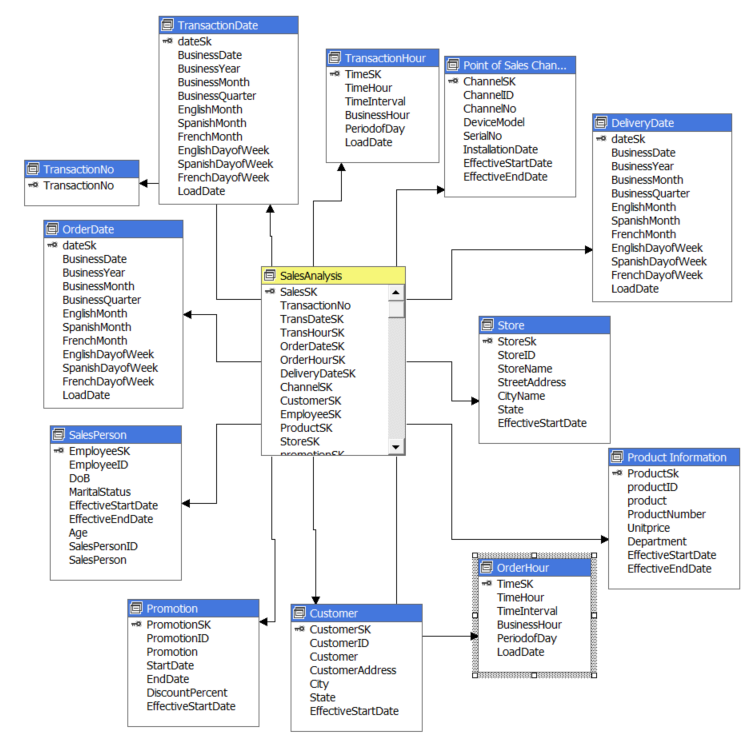 TransactionDate
dateSk
BusinessDate
BusinessYear
BusinessMonth
BusinessQuarter
EnglishMonth
SpanishMonth
FrenchMonth
EnglishDayofWeek
SpanishDayofWeek
FrenchDayofWeek
LoadDate
TransactionHour
TimeSK
TimeHour
TimeInterval
BusinessHour
PeriodofDay
LoadDate
Point of Sales Chan...
ChannelSK
ChannelID
ChannelNo
DeviceModel
SerialNo
InstallationDate
EffectiveStartDate
EffectiveEndDate
DeliveryDate
dateSk
BusinessDate
BusinessYear
BusinessMonth
BusinessQuarter
EnglishMonth
SpanishMonth
FrenchMonth
EnglishDayofWeek
SpanishDayofWeek
FrenchDayofWeek
LoadDate
TransactionNo
TransactionNo
OrderDate
dateSk
BusinessDate
BusinessYear
BusinessMonth
BusinessQuarter
EnglishMonth
SpanishMonth
FrenchMonth
EnglishDayofWeek
SpanishDayofWeek
FrenchDayofWeek
LoadDate
SalesAnalysis
SalesSK
TransactionNo
TransDateSK
TransHourSK
OrderDateSK
OrderHourSK
DeliveryDateSK
ChannelSK
CustomerSK
EmployeeSK
ProductSK
StoreSK
promotionSK
Store
StoreSk
StoreID
StoreName
StreetAddress
CityName
State
EffectiveStartDate
SalesPerson
EmployeeSK
EmployeeID
DoB
MaritalStatus
EffectiveStartDate
EffectiveEndDate
Age
SalesPersonID
SalesPerson
Product Information
ProductSk
productID
product
ProductNumber
Unitprice
Department
EffectiveStartDate
EffectiveEndDate
OrderHour
TimeSK
TimeHour
TimeInterval
BusinessHour
PeriodofDay
LoadDate
Promotion
PromotionSK
PromotionID
Promotion
StartDate
EndDate
DiscountPercent
EffectiveStartDate
Customer
CustomerSK
CustomerID
Customer
CustomerAddress
City
State
EffectiveStartDate